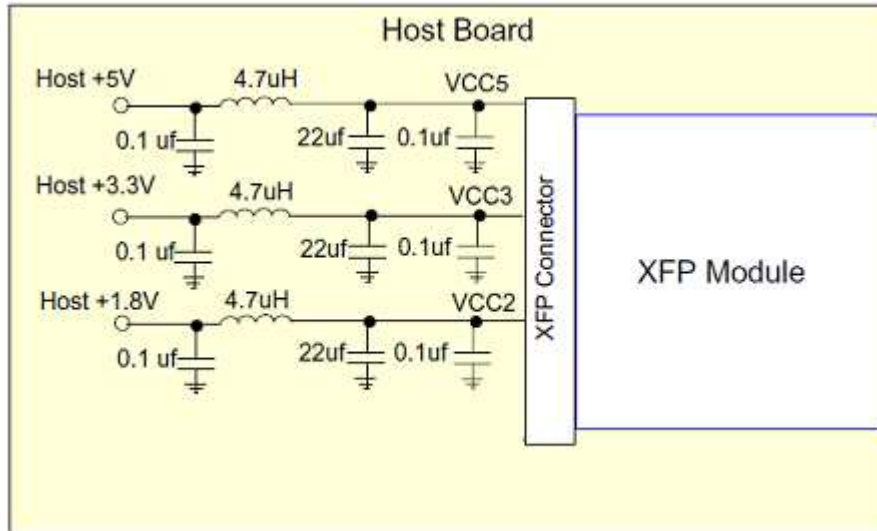 Host Board
Host +5V
4.7uH
VCC5
0.1 uf
22uf
0.1uf
Host +3.3V
4.7uH
VCC3
0.1 uf
22uf
0.1uf
Host +1.8V
4.7uH
VCC2
0.1 uf
22uf
0.1uf
XFP Connector
XFP Module